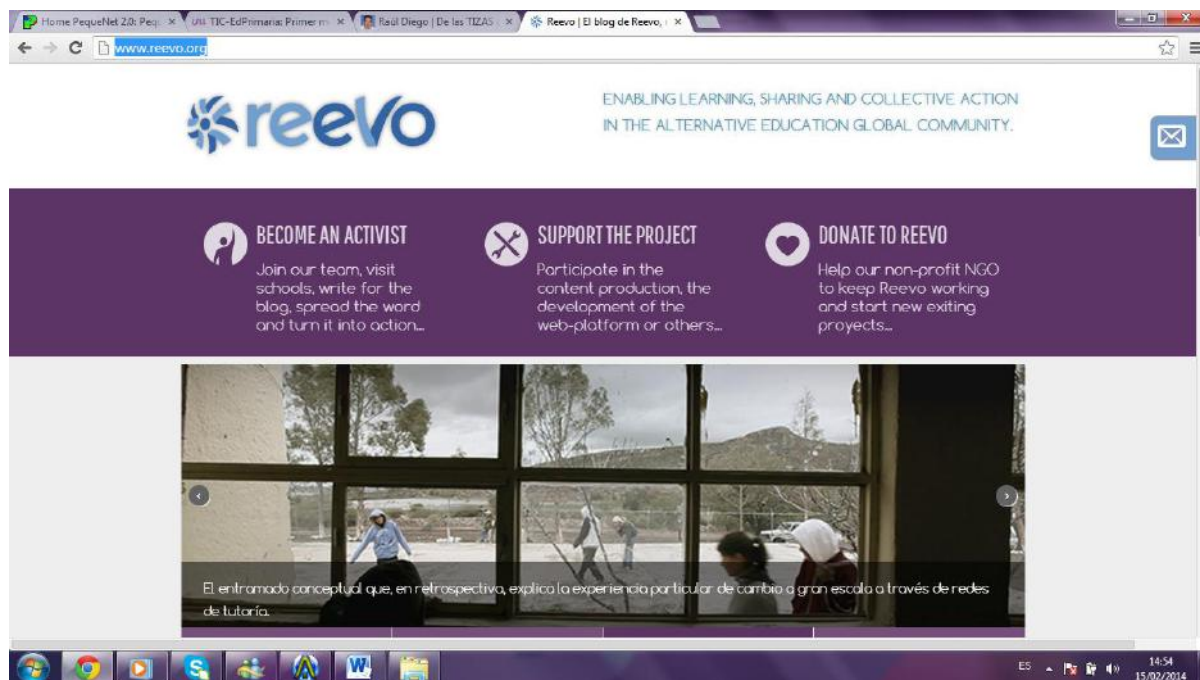 Home PequeNet 2.0: Pequ
TIC-EdPrimaria: Primer m
Raúl Diego | De las TIZAS
Reevo | El blog de Reevo,
www.reevo.org
reevo
ENABLING LEARNING, SHARING AND COLLECTIVE ACTION
IN THE ALTERNATIVE EDUCATION GLOBAL COMMUNITY.
BECOME AN ACTIVIST
Join our team, visit
schools, write for the
blog, spread the word
and turn it into action...
SUPPORT THE PROJECT
Participate in the
content production, the
development of the
web-platform or others...
DONATE TO REEVO
Help our non-profit NGO
to keep Reevo working
and start new exiting
proyects...
El entramado conceptual que, en retrospectiva, explica la experiencia particular de cambio a gran escala a través de redes
de tutoría.
ES
14:54
15/02/2014